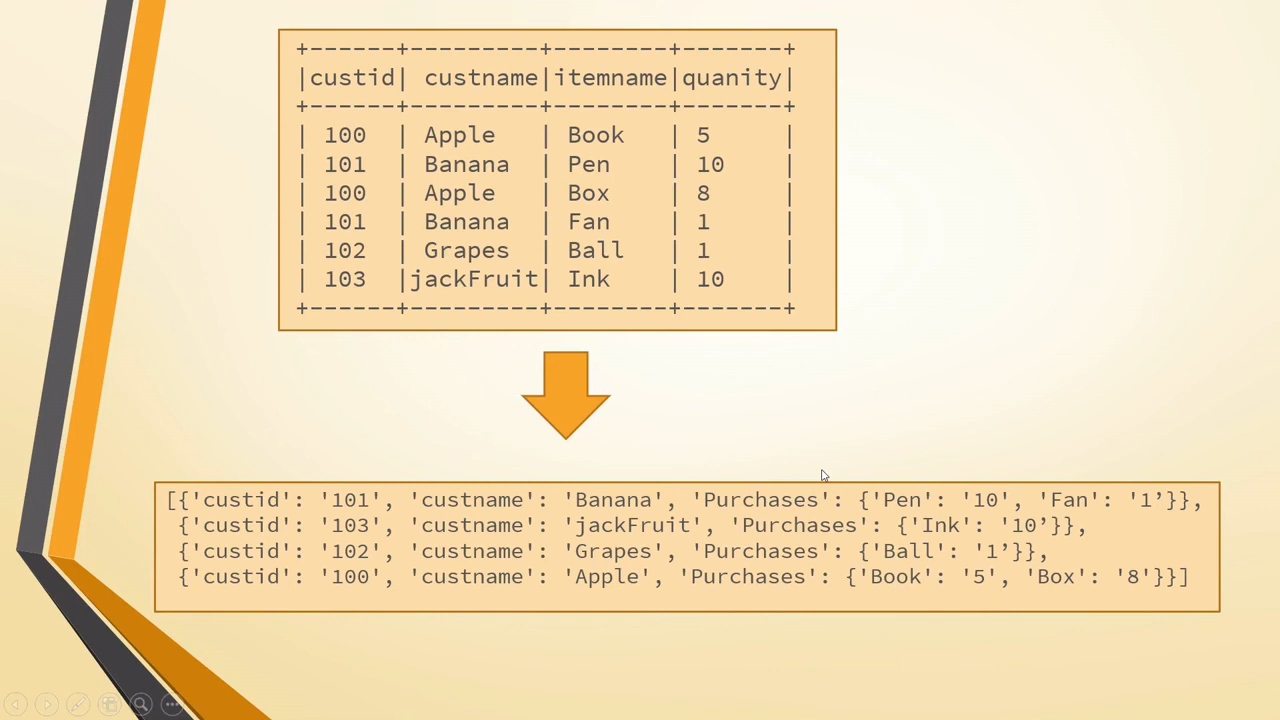 +------+---------+--------+-------+
|custid| custname|itemname|quanity|
+------+---------+--------+-------+
| 100  | Apple   | Book   | 5     |
| 101  | Banana  | Pen    | 10    |
| 100  | Apple   | Box    | 8     |
| 101  | Banana  | Fan    | 1     |
| 102  | Grapes  | Ball   | 1     |
| 103  |jackFruit| Ink    | 10    |
+------+---------+--------+-------+
[{'custid': '101', 'custname': 'Banana', 'Purchases': {'Pen': '10', 'Fan': '1’}},
{'custid': '103', 'custname': 'jackFruit', 'Purchases': {'Ink': '10’}},
{'custid': '102', 'custname': 'Grapes', 'Purchases': {'Ball': '1’}},
{'custid': '100', 'custname': 'Apple', 'Purchases': {'Book': '5', 'Box': '8'}}]